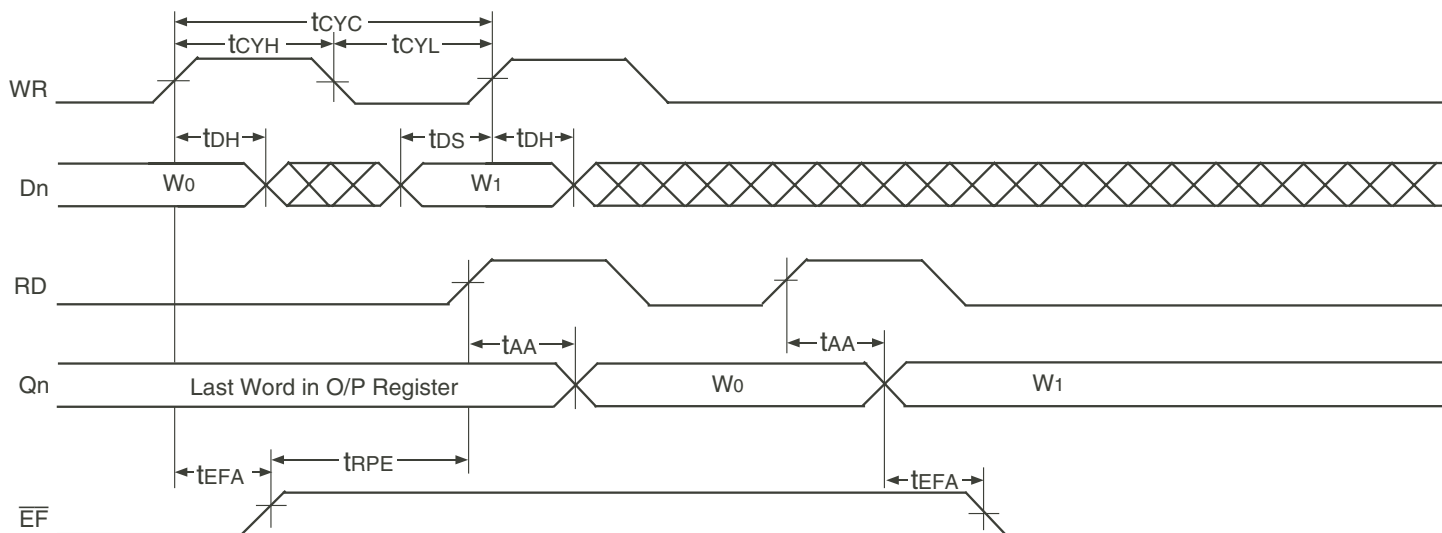 tCYC
tCYH tCYL
WR
tDH tDS tDH
Dn W0 W1
RD
tAA tAA
Qn Last Word in O/P Register W0 W1
tEFA tRPE tEFA
E̅F̅